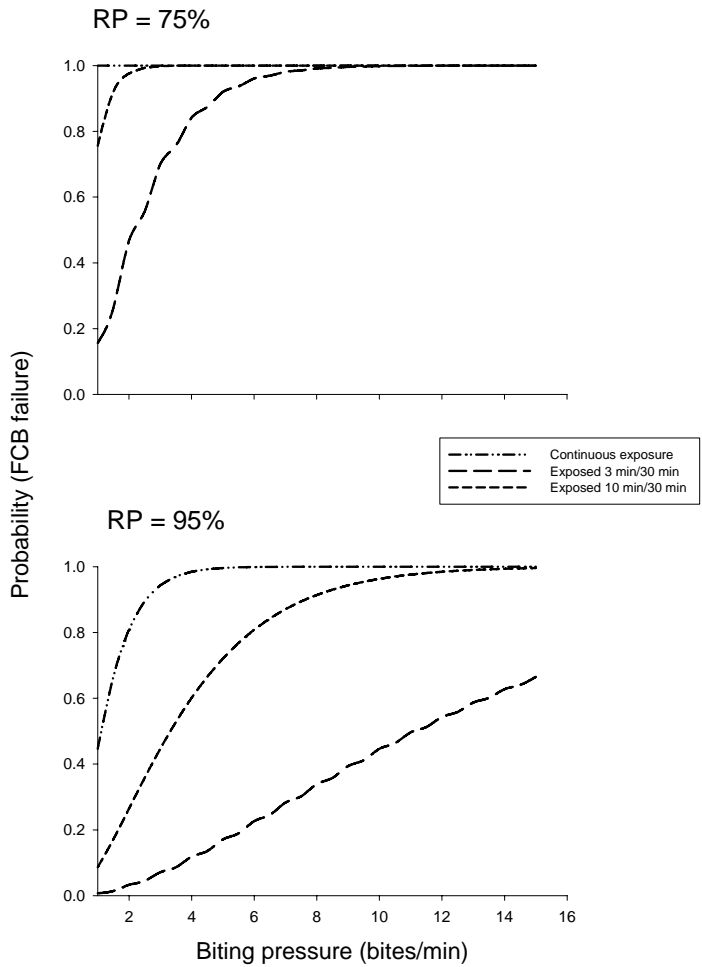 RP = 75%
1.0
0.8
0.6
0.4
0.2
0.0
Probability (FCB failure)
Continuous exposure
Exposed 3 min/30 min
Exposed 10 min/30 min
RP = 95%
1.0
0.8
0.6
0.4
0.2
0.0
2 4 6 8 10 12 14 16
Biting pressure (bites/min)